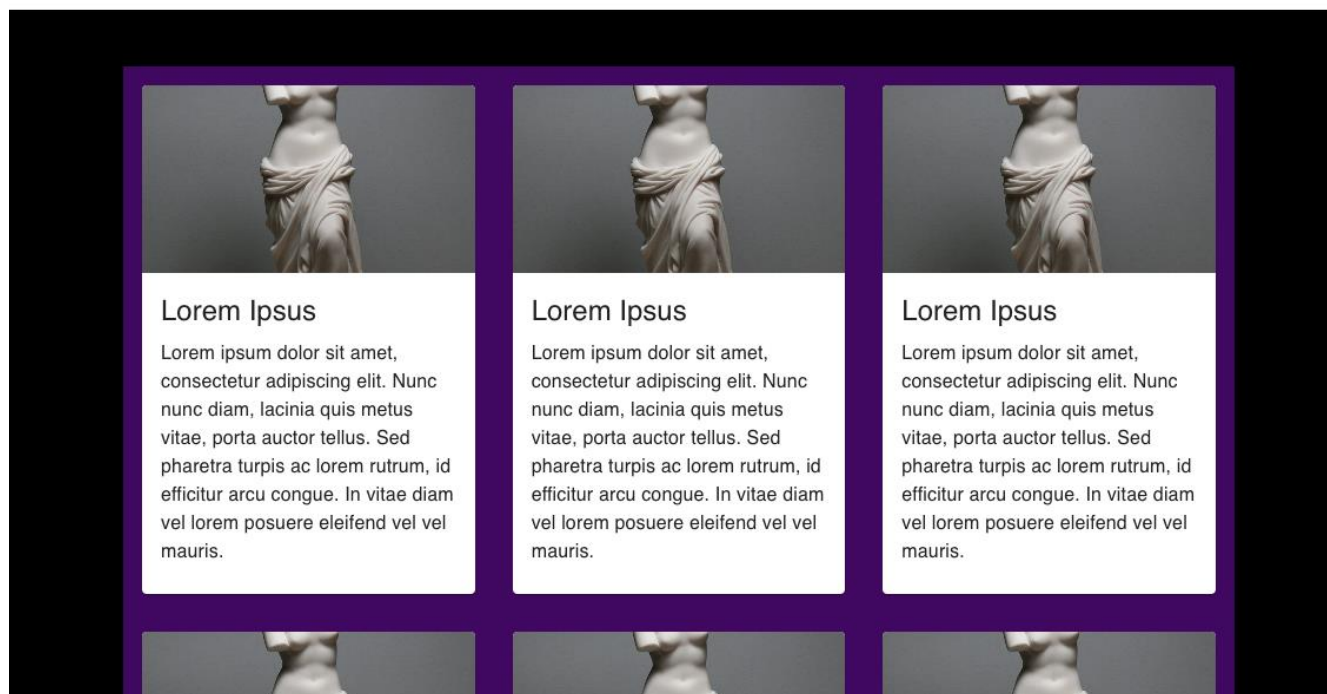 Lorem Ipsus
Lorem ipsum dolor sit amet,
consectetur adipiscing elit. Nunc
nunc diam, lacinia quis metus
vitae, porta auctor tellus. Sed
pharetra turpis ac lorem rutrum, id
efficitur arcu congue. In vitae diam
vel lorem posuere eleifend vel vel
mauris.
Lorem Ipsus
Lorem ipsum dolor sit amet,
consectetur adipiscing elit. Nunc
nunc diam, lacinia quis metus
vitae, porta auctor tellus. Sed
pharetra turpis ac lorem rutrum, id
efficitur arcu congue. In vitae diam
vel lorem posuere eleifend vel vel
mauris.
Lorem Ipsus
Lorem ipsum dolor sit amet,
consectetur adipiscing elit. Nunc
nunc diam, lacinia quis metus
vitae, porta auctor tellus. Sed
pharetra turpis ac lorem rutrum, id
efficitur arcu congue. In vitae diam
vel lorem posuere eleifend vel vel
mauris.